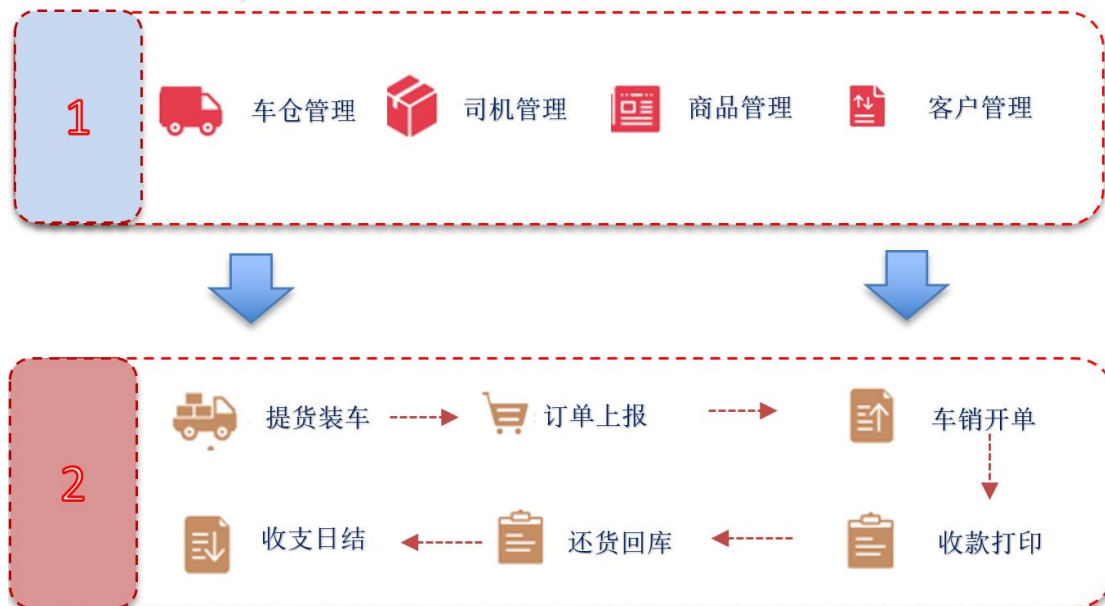 1
车仓管理 司机管理 商品管理 客户管理
2
提货装车 订单上报 车销开单
收支日结 还货回库 收款打印